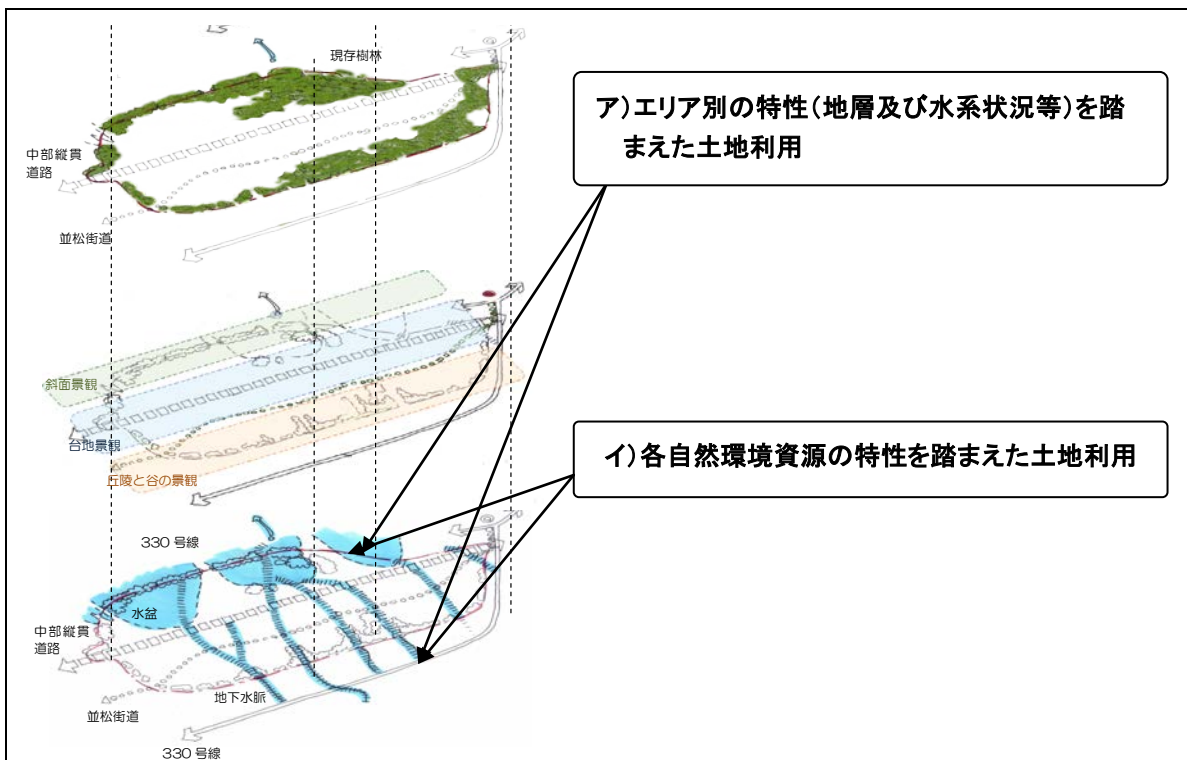 現存樹林
中部縦貫
道路
並松街道
ア)エリア別の特性(地層及び水系状況等)を踏
まえた土地利用
斜面景観
台地景観
丘陵と谷の景観
イ)各自然環境資源の特性を踏まえた土地利用
330 号線
水盆
中部縦貫
道路
地下水脈
並松街道
330 号線